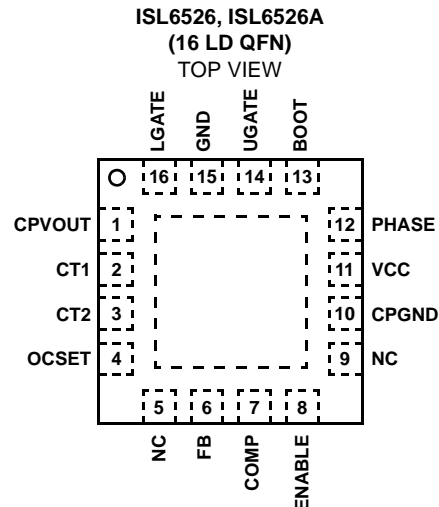 ISL6526, ISL6526A
(16 LD QFN)
TOP VIEW
LGATE
GND
UGATE
BOOT
16
15
14
13
CPVOUT 1
12 PHASE
CT1 2
11 VCC
CT2 3
10 CPGND
OCSET 4
9 NC
5
6
7
8
NC
FB
COMP
ENABLE